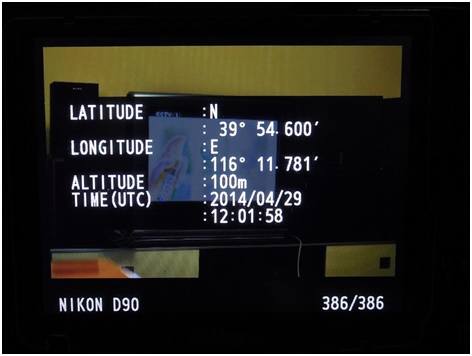 LATITUDE :N
: 39° 54.600′
LONGITUDE :E
:116° 11.781′
ALTITUDE :100m
TIME(UTC) :2014/04/29
:12:01:58
NIKON D90 386/386